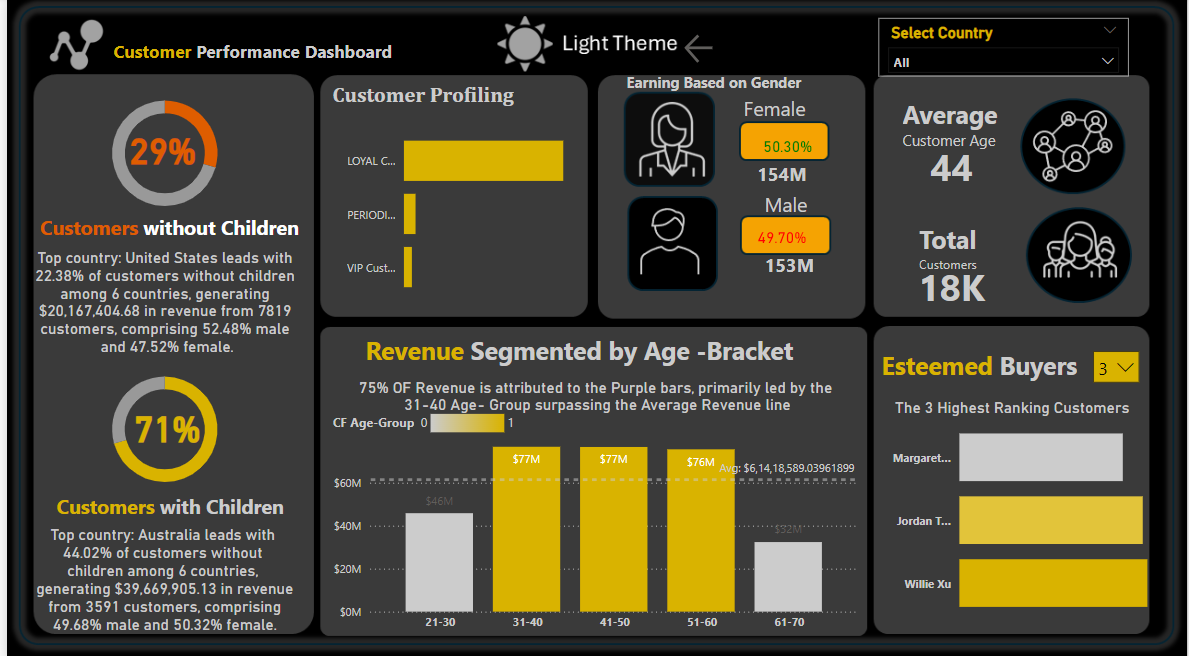 Customer Performance Dashboard
Light Theme
Select Country
All
29%
Customers without Children
Top country: United States leads with
22.38% of customers without children
among 6 countries, generating
$20,167,404.68 in revenue from 7819
customers, comprising 52.48% male
and 47.52% female.
71%
Customers with Children
Top country: Australia leads with
44.02% of customers without
children among 6 countries,
generating $39,669,905.13 in revenue
from 3591 customers, comprising
49.68% male and 50.32% female.
Customer Profiling
LOYAL C...
PERIODI...
VIP Cust...
Earning Based on Gender
Female
50.30%
154M
Male
49.70%
153M
Average
Customer Age
44
Total
Customers
18K
Revenue Segmented by Age -Bracket
75% OF Revenue is attributed to the Purple bars, primarily led by the
31-40 Age- Group surpassing the Average Revenue line
CF Age-Group 0 1
$77M
$77M
$76M
Avg: $6,14,18,589.03961899
$60M
$46M
$40M
$32M
$20M
$0M
21-30 31-40 41-50 51-60 61-70
Esteemed Buyers
3
The 3 Highest Ranking Customers
Margaret...
Jordan T...
Willie Xu